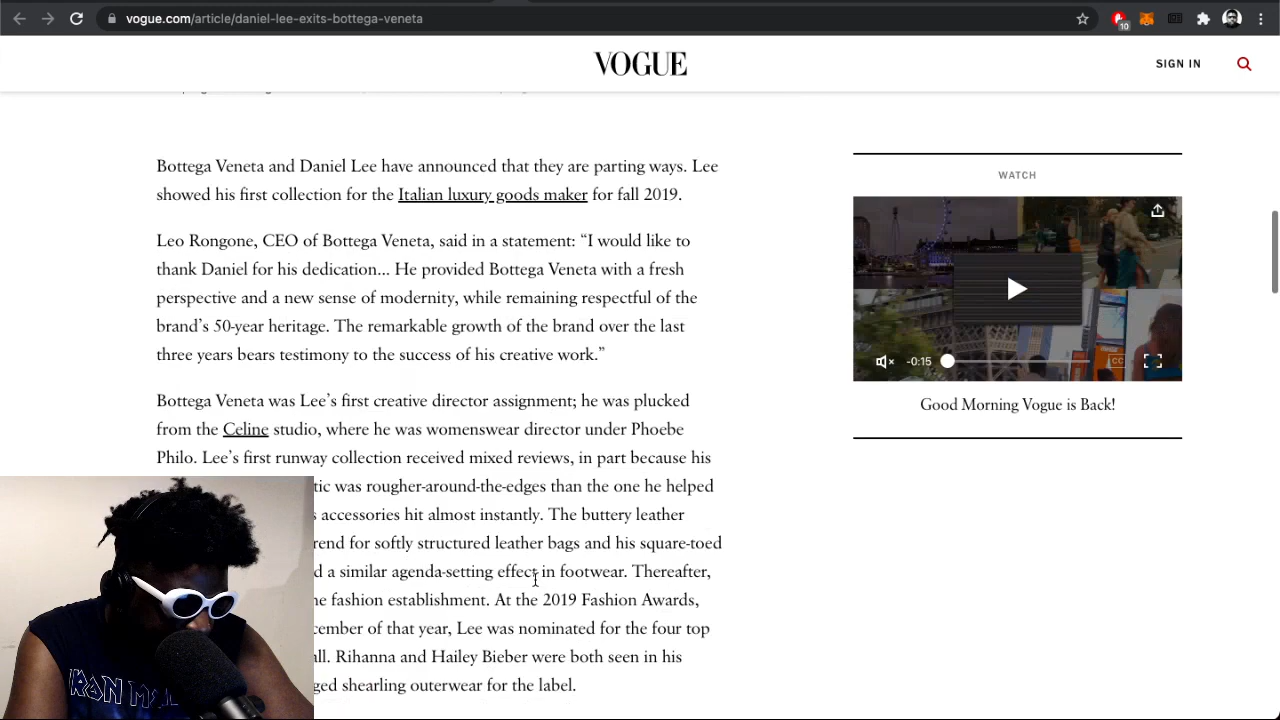 vogue.com/article/daniel-lee-exits-bottega-veneta
10
VOGUE
SIGN IN
Bottega Veneta and Daniel Lee have announced that they are parting ways. Lee
showed his first collection for the Italian luxury goods maker for fall 2019.
Leo Rongone, CEO of Bottega Veneta, said in a statement: “I would like to
thank Daniel for his dedication... He provided Bottega Veneta with a fresh
perspective and a new sense of modernity, while remaining respectful of the
brand’s 50-year heritage. The remarkable growth of the brand over the last
three years bears testimony to the success of his creative work.”
Bottega Veneta was Lee’s first creative director assignment; he was plucked
from the Celine studio, where he was womenswear director under Phoebe
Philo. Lee’s first runway collection received mixed reviews, in part because his
tic was rougher-around-the-edges than the one he helped
s accessories hit almost instantly. The buttery leather
rend for softly structured leather bags and his square-toed
d a similar agenda-setting effect in footwear. Thereafter,
ne fashion establishment. At the 2019 Fashion Awards,
cember of that year, Lee was nominated for the four top
all. Rihanna and Hailey Bieber were both seen in his
ged shearling outerwear for the label.
WATCH
-0:15
CC
Good Morning Vogue is Back!
IRON MA